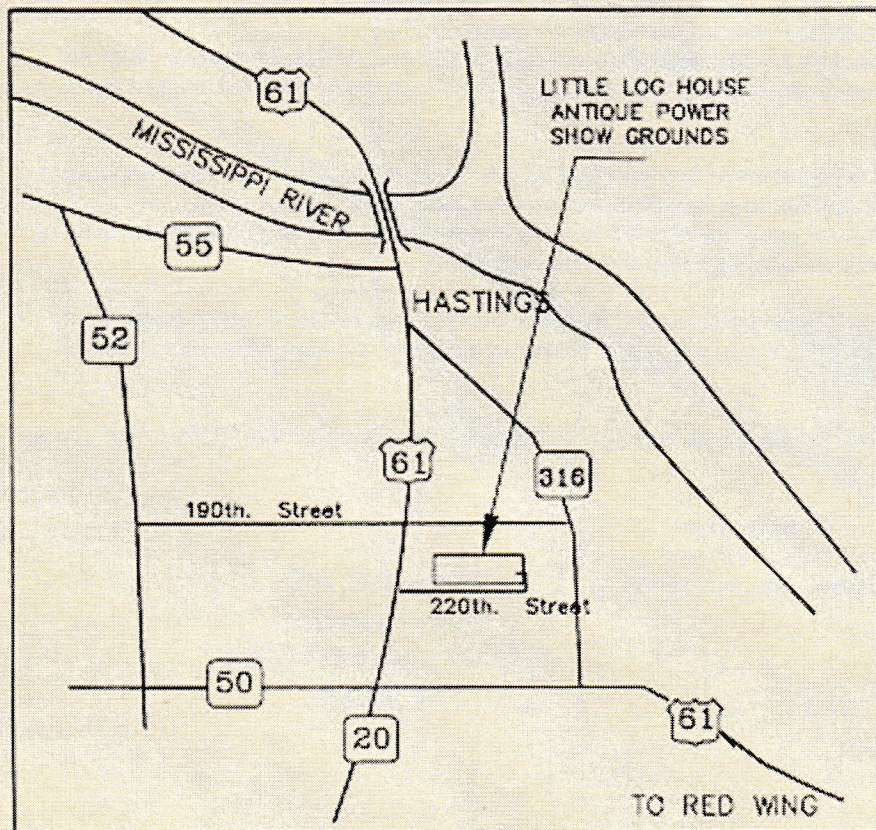 61
LITTLE LOG HOUSE
ANTIQUE POWER
SHOW GROUNDS
MISSISSIPPI RIVER
55
HASTINGS
52
61
316
190th. Street
220th. Street
50
61
20
TO RED WING